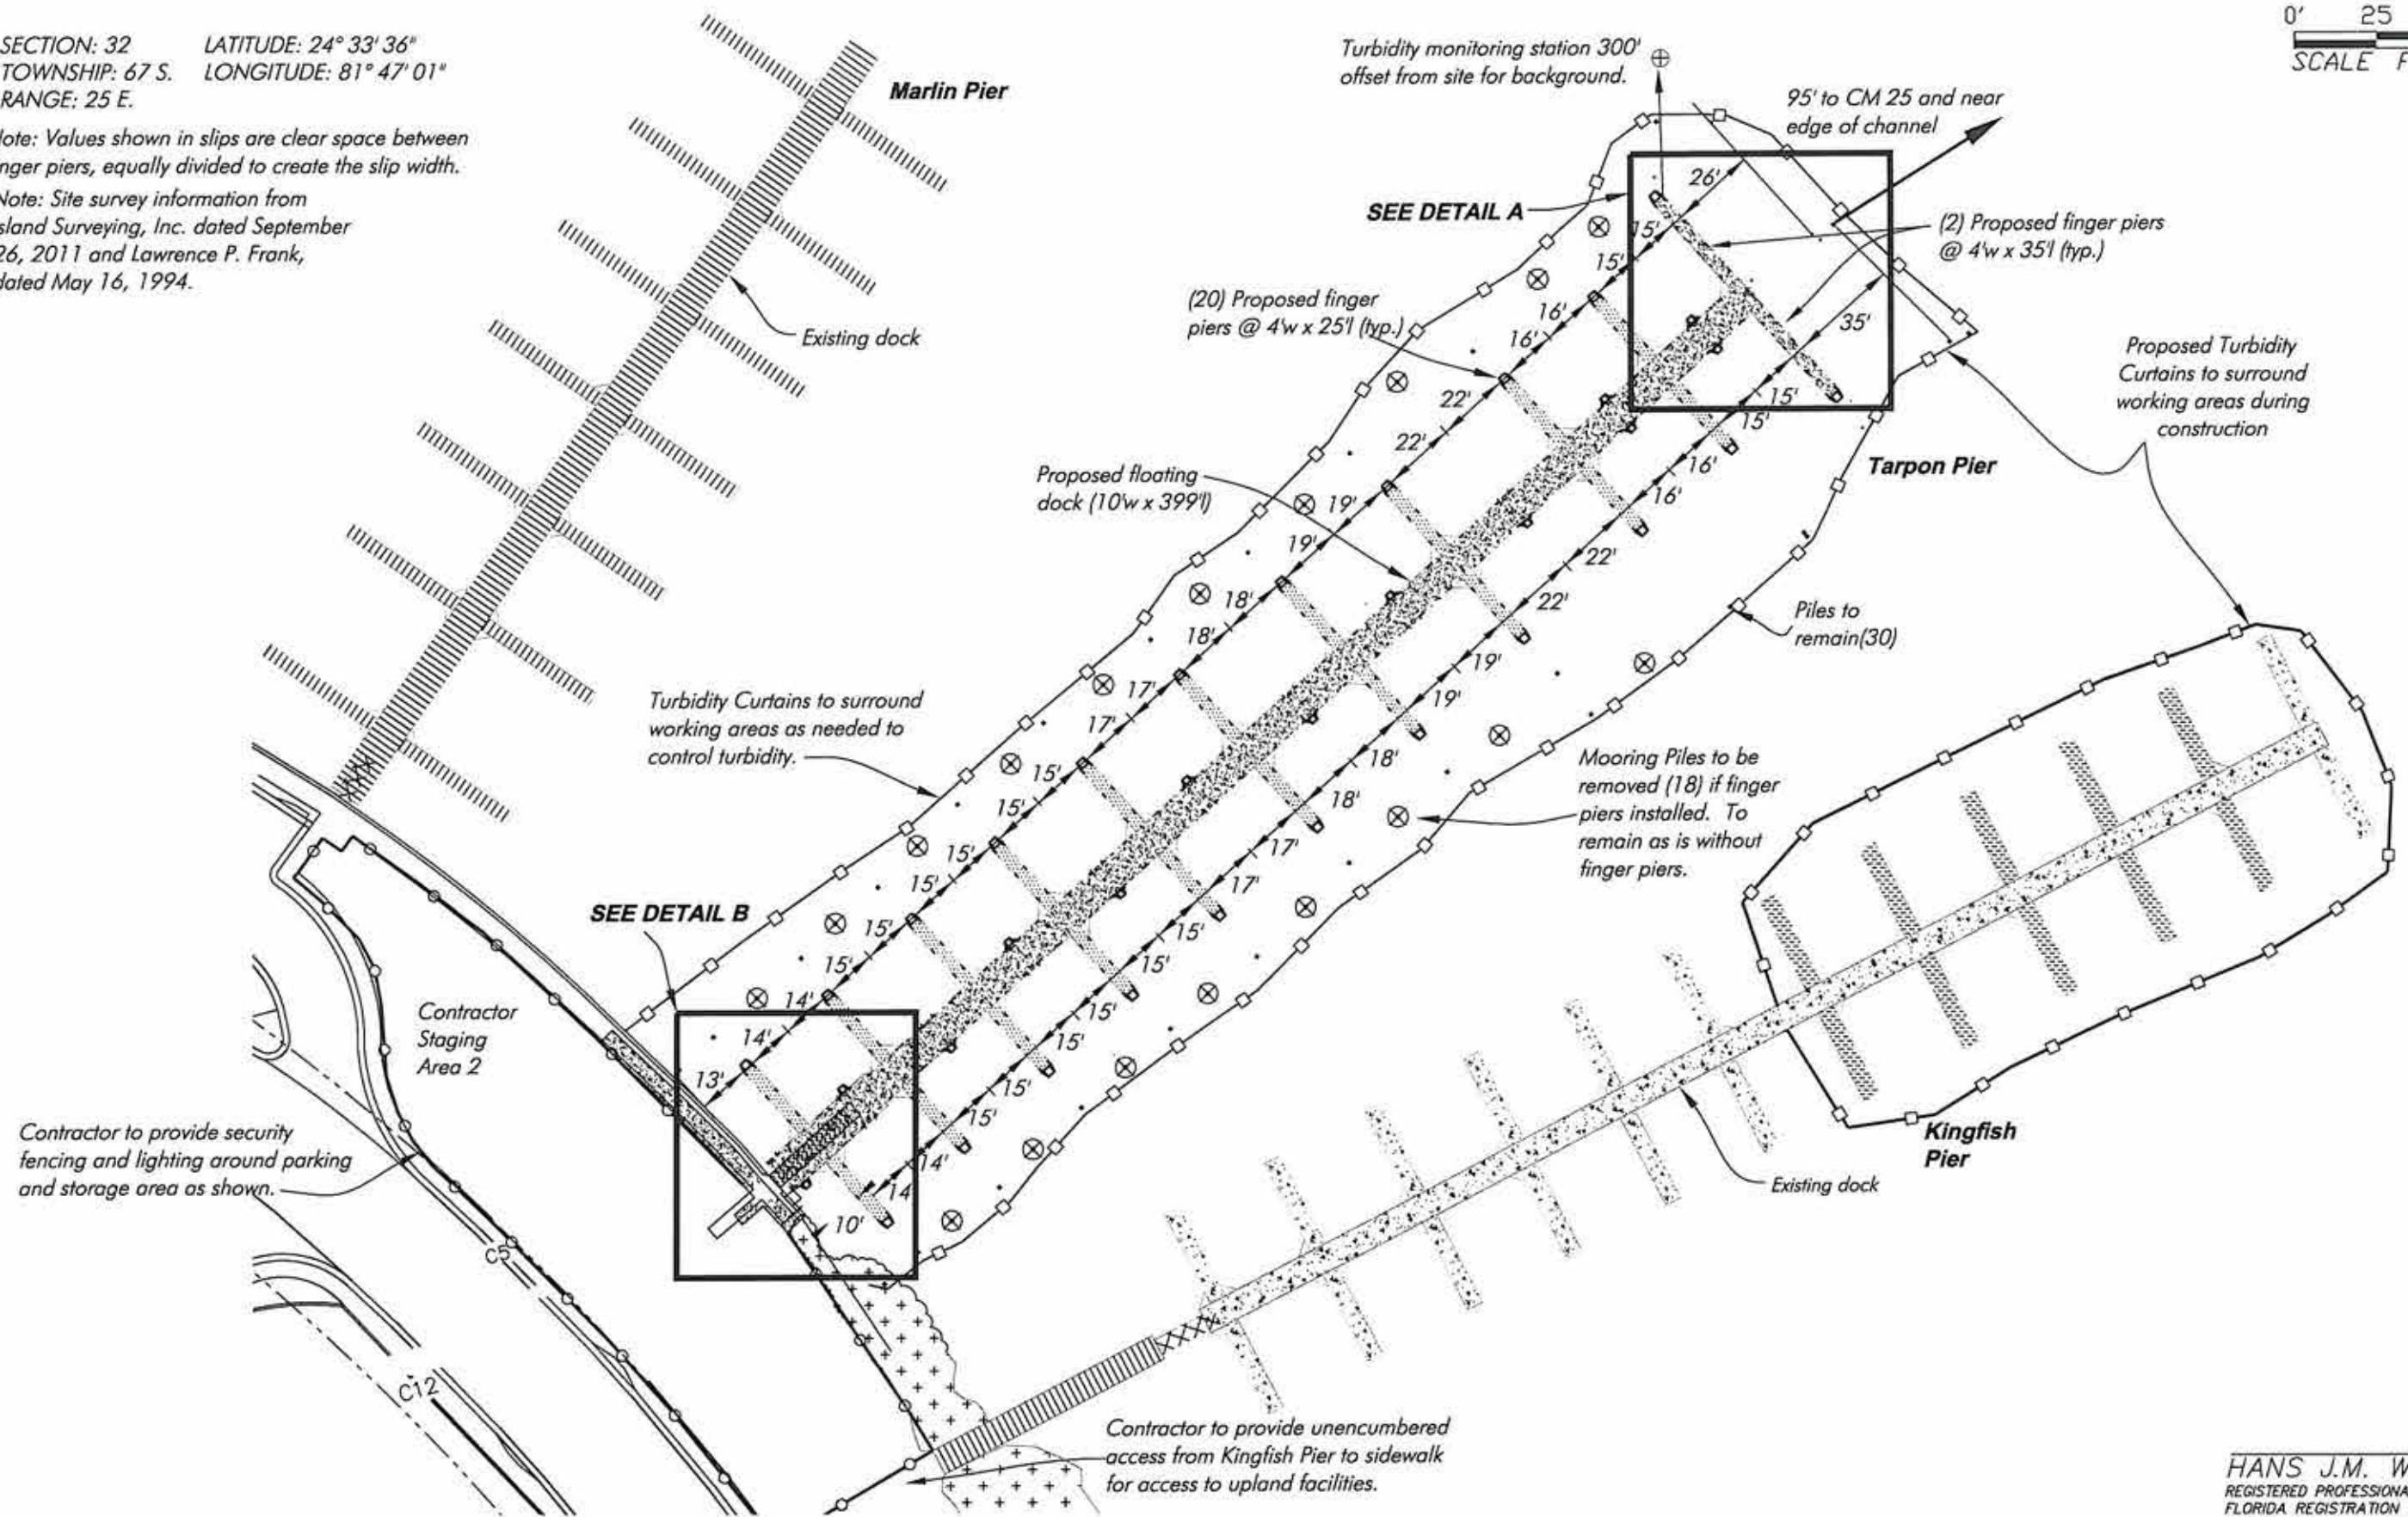 SECTION: 32
TOWNSHIP: 67 S.
RANGE: 25 E.
LATITUDE: 24° 33' 36"
LONGITUDE: 81° 47' 01"
Note: Values shown in slips are clear space between
finger piers, equally divided to create the slip width.
Note: Site survey information from
Island Surveying, Inc. dated September
26, 2011 and Lawrence P. Frank,
dated May 16, 1994.
Marlin Pier
Existing dock
Turbidity monitoring station 300'
offset from site for background.
0' 25
SCALE F
95' to CM 25 and near
edge of channel
SEE DETAIL A
(2) Proposed finger piers
@ 4'w x 35'l (typ.)
(20) Proposed finger
piers @ 4'w x 25'l (typ.)
Proposed Turbidity
Curtains to surround
working areas during
construction
Proposed floating
dock (10'w x 399'l)
Tarpon Pier
Piles to
remain(30)
Turbidity Curtains to surround
working areas as needed to
control turbidity.
Mooring Piles to be
removed (18) if finger
piers installed. To
remain as is without
finger piers.
26'
15'
15'
16'
16'
22'
22'
19'
19'
18'
18'
17'
17'
15'
15'
15'
15'
15'
15'
14'
14'
13'
35'
15'
15'
16'
16'
22'
22'
19'
19'
18'
18'
17'
17'
15'
15'
15'
15'
15'
15'
14'
14
10'
SEE DETAIL B
Contractor
Staging
Area 2
Contractor to provide security
fencing and lighting around parking
and storage area as shown.
C5
C12
Kingfish
Pier
Existing dock
Contractor to provide unencumbered
access from Kingfish Pier to sidewalk
for access to upland facilities.
HANS J.M. W
REGISTERED PROFESSIONA
FLORIDA REGISTRATION